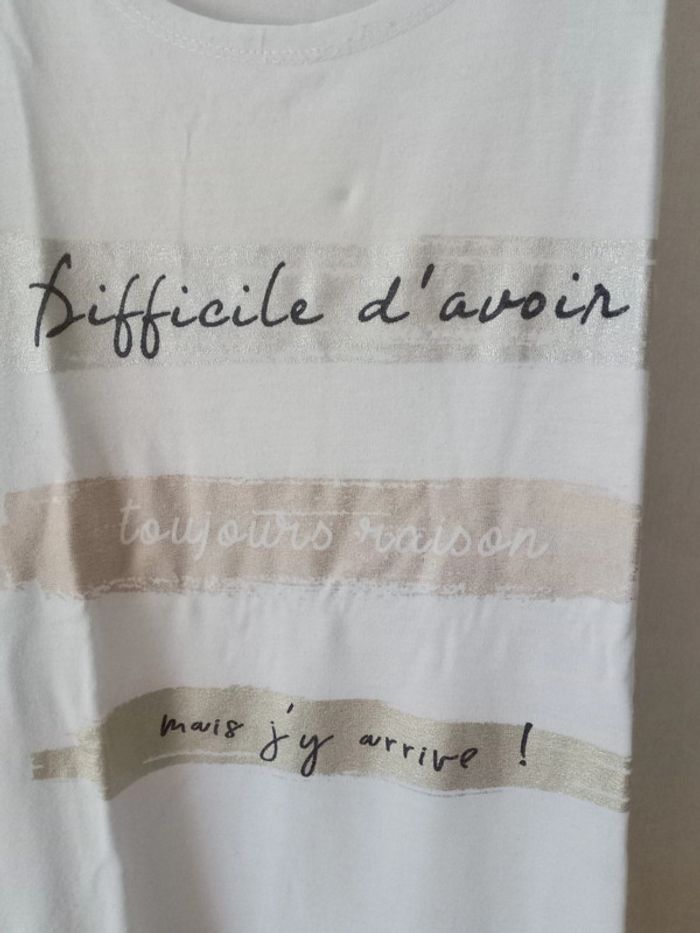 Difficile d'avoir
toujours raison
mais j'y arrive !